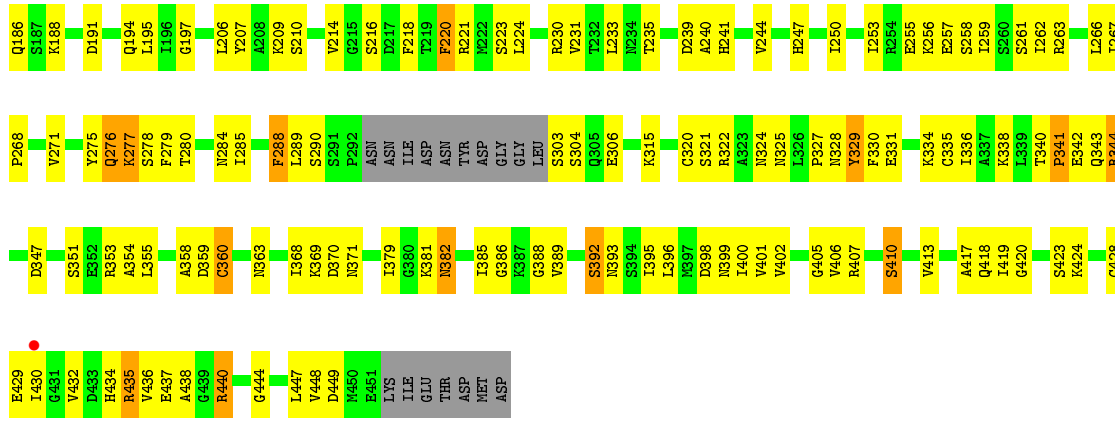 Q186 S187 K188 D191 Q194 L195 I196 G197 L206 Y207 A208 K209 S210 V214 G215 S216 D217 F218 T219 F220 R221 M222 S223 L224 R230 V231 T232 L233 N234 T235 D239 A240 H241 V244 H247 I250 I253 R254 E255 K256 E257 S258 I259 S260 S261 I262 R263 L266
P268 V271 Y275 Q276 K277 S278 F279 T280 N284 I285 F288 L289 S290 S291 P292 ASN ASN ILE ASP ASN TYR ASP GLY GLY LEU S303 S304 Q305 E306 K315 C320 S321 R322 A323 N324 N325 L326 P327 Y329 F330 E331 K334 C335 I336 A337 K338 L339 T340 P341 E342 Q343
D347 S351 E352 R353 A354 L355 A358 D359 C360 N363 I368 K369 D370 N371 I379 G380 K381 N382 I385 G386 K387 G388 V389 S392 N393 S394 I395 L396 M397 D398 N399 I400 V401 V402 G405 V406 R407 S410 V413 A417 Q418 I419 G420 S423 K424
E429 I430 G431 V432 D433 H434 R435 V436 E437 A438 G439 R440 G444 L447 V448 D449 M450 E451 LYS ILE GLU THR ASP MET ASP